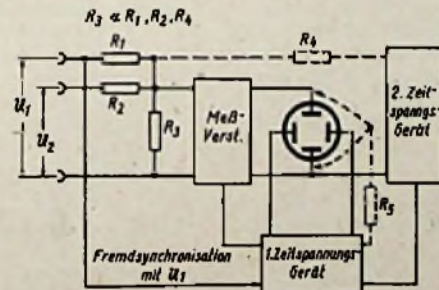 R₃ ≪ R₁, R₂, R₄
R₁
R₄
U₁
U₂
R₂
R₃
Meß-
Verst.
2. Zeit-
spanngs-
Gerät
R₅
Fremdsynchronisation
mit U₁
1. Zeitspannungs-
Gerät